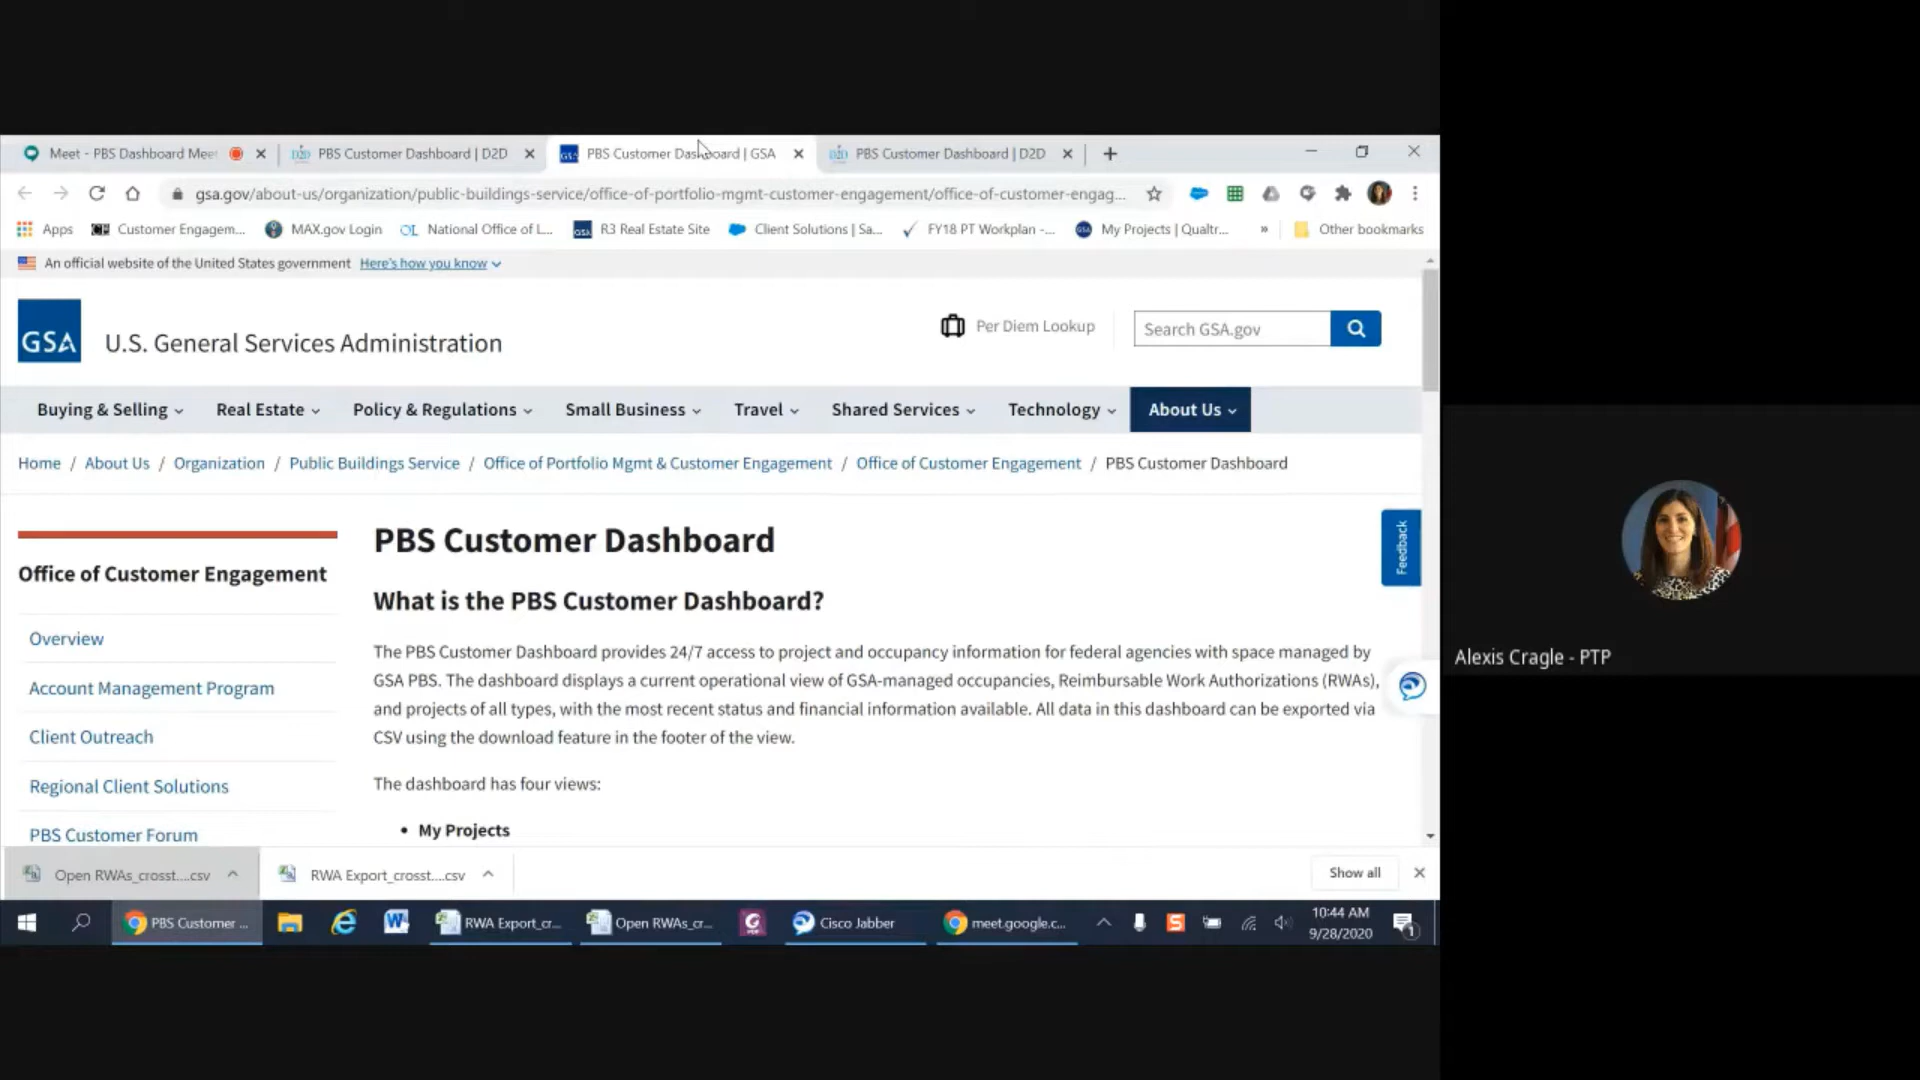 Meet - PBS Dashboard Meet
PBS Customer Dashboard | D2D
PBS Customer Dashboard | GSA
PBS Customer Dashboard | D2D
gsa.gov/about-us/organization/public-buildings-service/office-of-portfolio-mgmt-customer-engagement/office-of-customer-engag...
Apps
Customer Engagem...
MAX.gov Login
National Office of L...
R3 Real Estate Site
Client Solutions | Sa...
FY18 PT Workplan -...
My Projects | Qualtr...
»
Other bookmarks
An official website of the United States government Here's how you know
GSA
U.S. General Services Administration
Per Diem Lookup
Search GSA.gov
Buying & Selling
Real Estate
Policy & Regulations
Small Business
Travel
Shared Services
Technology
About Us
Home / About Us / Organization / Public Buildings Service / Office of Portfolio Mgmt & Customer Engagement / Office of Customer Engagement / PBS Customer Dashboard
Office of Customer Engagement
Overview
Account Management Program
Client Outreach
Regional Client Solutions
PBS Customer Forum
PBS Customer Dashboard
What is the PBS Customer Dashboard?
The PBS Customer Dashboard provides 24/7 access to project and occupancy information for federal agencies with space managed by
GSA PBS. The dashboard displays a current operational view of GSA-managed occupancies, Reimbursable Work Authorizations (RWAs),
and projects of all types, with the most recent status and financial information available. All data in this dashboard can be exported via
CSV using the download feature in the footer of the view.
The dashboard has four views:
• My Projects
Feedback
Alexis Cragle - PTP
Open RWAs_crosst....csv
RWA Export_crosst....csv
Show all
PBS Customer ...
RWA Export_cr...
Open RWAs_cr...
Cisco Jabber
meet.google.c...
10:44 AM
9/28/2020
1